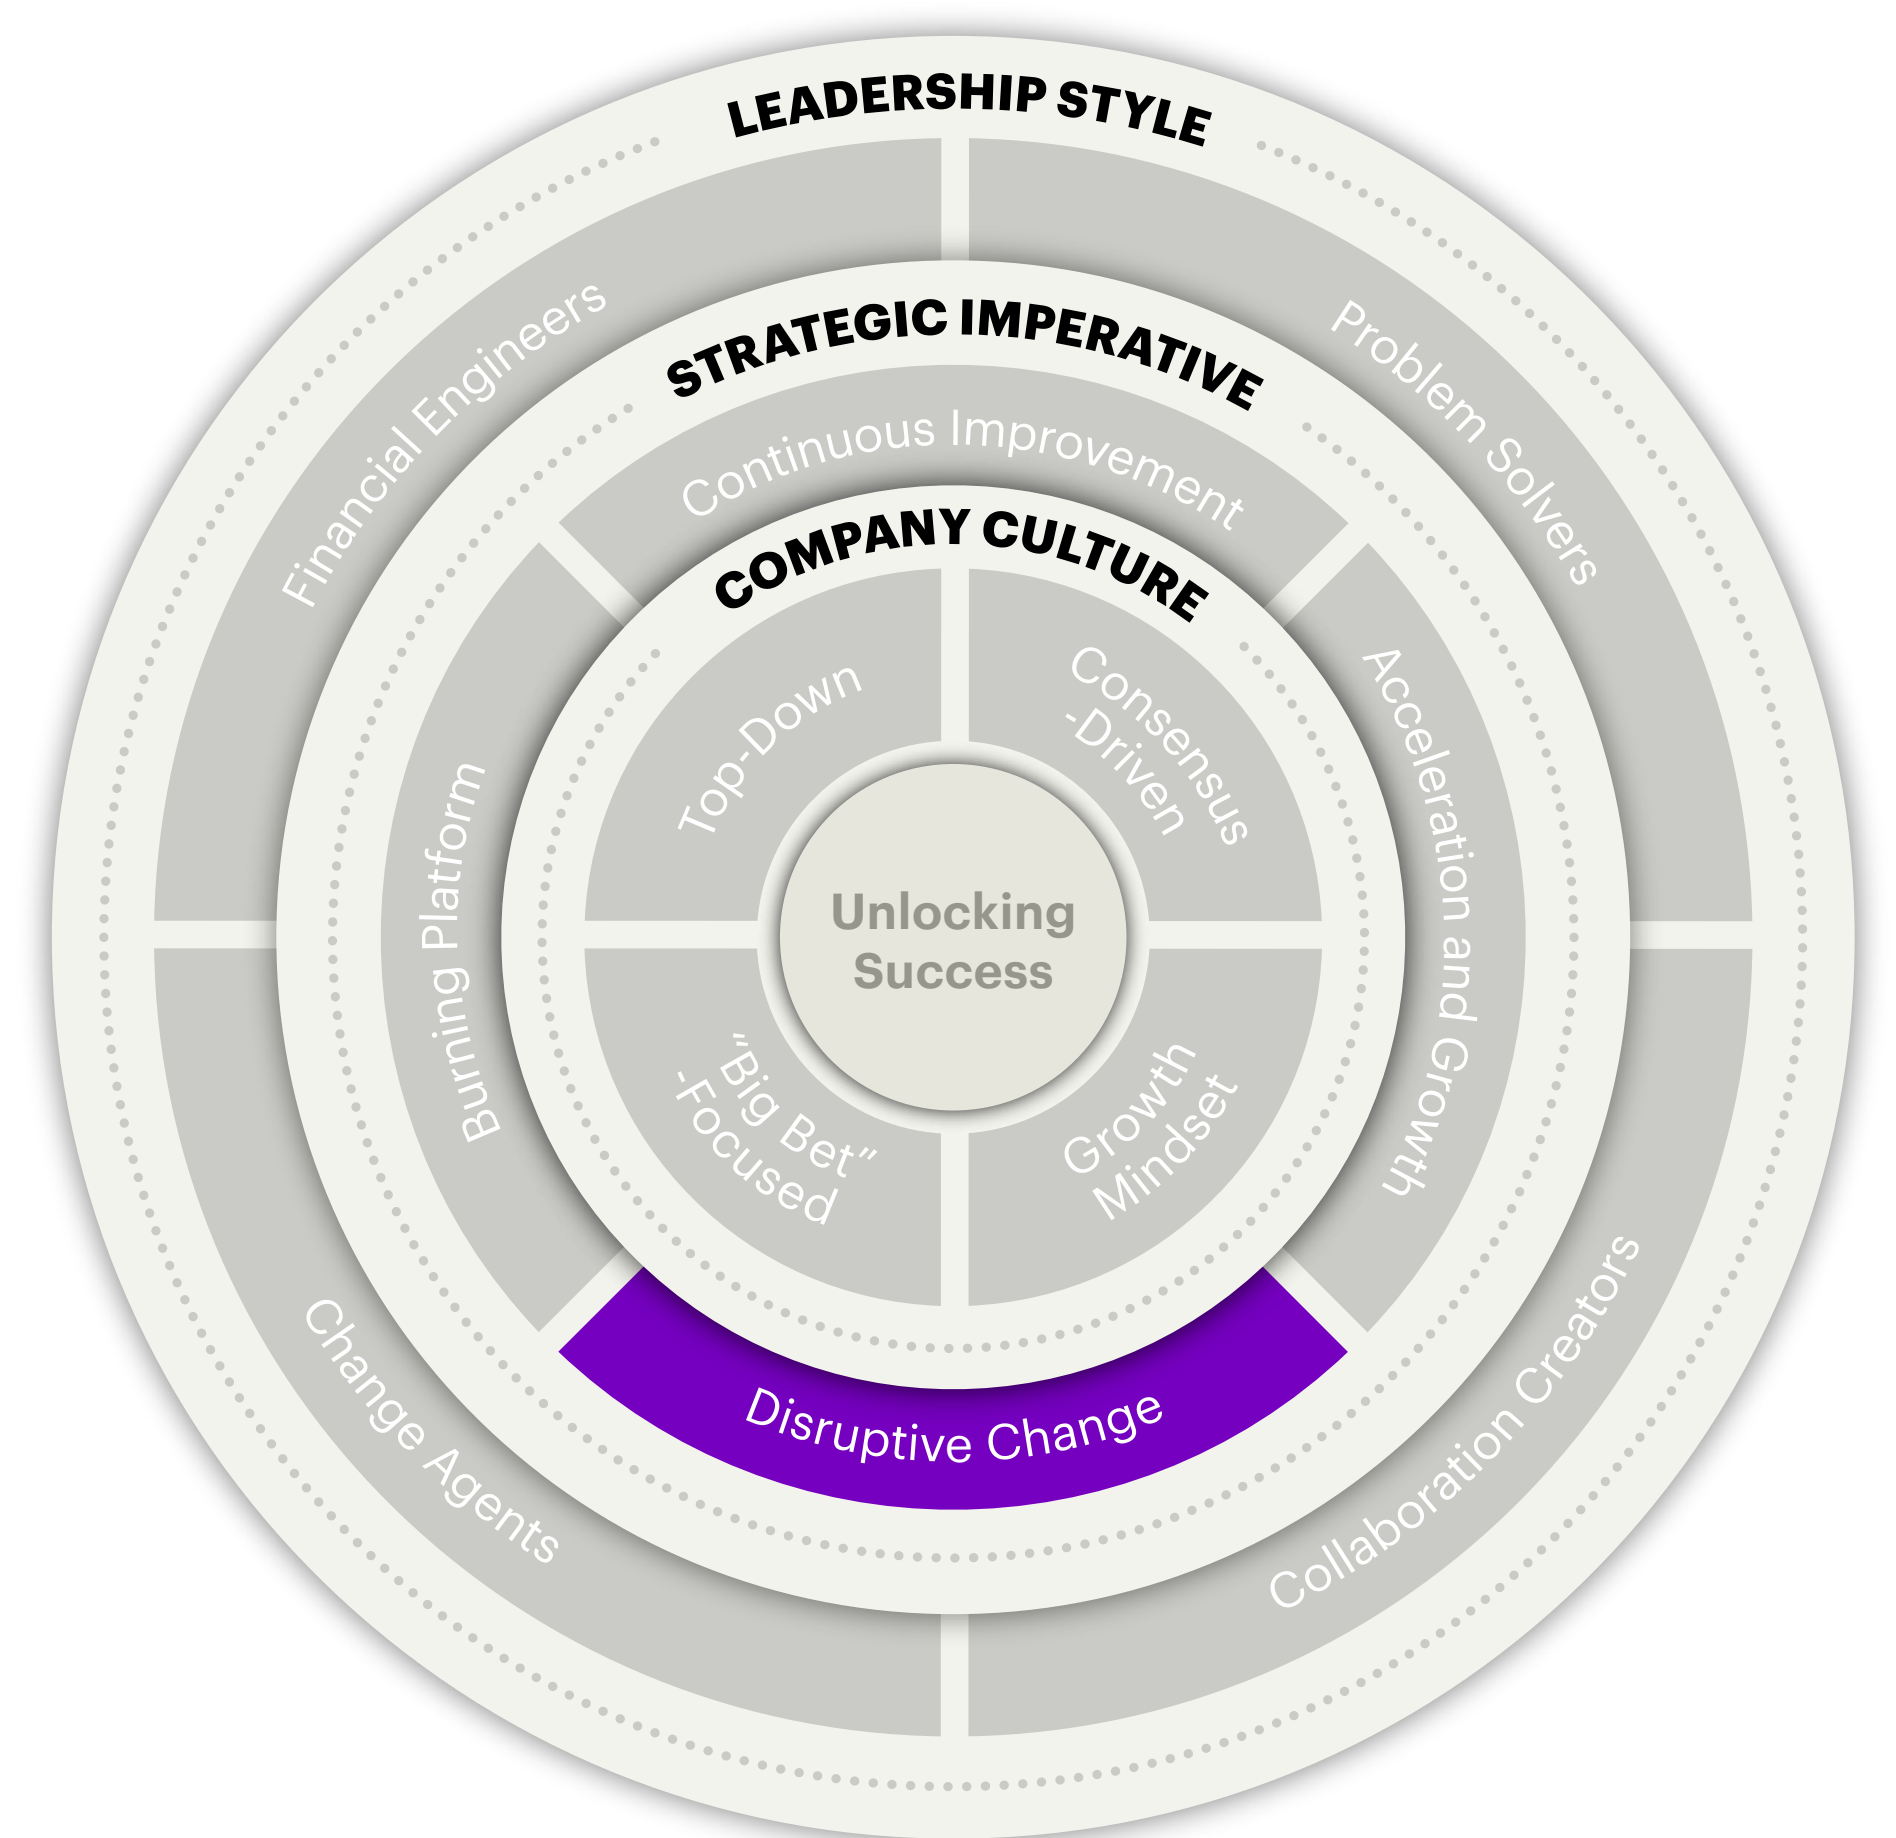 LEADERSHIP STYLE
Financial Engineers
Problem Solvers
STRATEGIC IMPERATIVE
Continuous Improvement
COMPANY CULTURE
Top-Down
Consensus
-Driven
Burning Platform
Acceleration and Growth
Unlocking
Success
“Big Bet”
-Focused
Growth
Mindset
Disruptive Change
Change Agents
Collaboration Creators